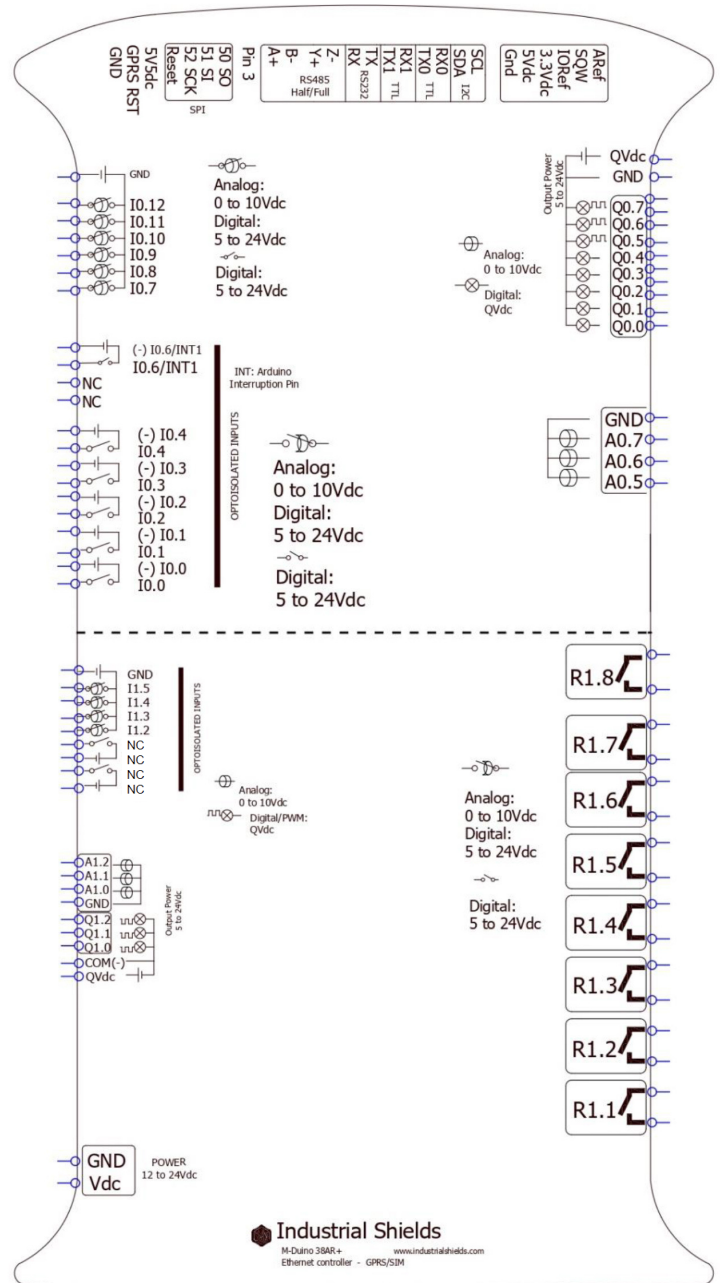 5V5dc
GPRS RST
GND
50 SO
51 SI
52 SCK
Reset
SPI
Pin 3
Z-
Y+
B-
A+
RS485
Half/Full
TX
RX
RS232
RX1
TX1
TTL
RX0
TX0
TTL
SCL
SDA
I2C
ARef
SQW
IORef
3.3Vdc
5Vdc
Gnd
GND
I0.12
I0.11
I0.10
I0.9
I0.8
I0.7
Analog:
0 to 10Vdc
Digital:
5 to 24Vdc
Digital:
5 to 24Vdc
Analog:
0 to 10Vdc
Digital:
QVdc
Output Power
5 to 24Vdc
QVdc
GND
Q0.7
Q0.6
Q0.5
Q0.4
Q0.3
Q0.2
Q0.1
Q0.0
(-) I0.6/INT1
I0.6/INT1
NC
NC
(-) I0.4
I0.4
(-) I0.3
I0.3
(-) I0.2
I0.2
(-) I0.1
I0.1
(-) I0.0
I0.0
OPTOISOLATED INPUTS
INT: Arduino
Interruption Pin
Analog:
0 to 10Vdc
Digital:
5 to 24Vdc
Digital:
5 to 24Vdc
GND
A0.7
A0.6
A0.5
GND
I1.5
I1.4
I1.3
I1.2
NC
NC
NC
NC
OPTOISOLATED INPUTS
Analog:
0 to 10Vdc
Digital/PWM:
QVdc
Analog:
0 to 10Vdc
Digital:
5 to 24Vdc
Digital:
5 to 24Vdc
R1.8
R1.7
R1.6
R1.5
R1.4
R1.3
R1.2
R1.1
A1.2
A1.1
A1.0
GND
Q1.2
Q1.1
Q1.0
COM(-)
QVdc
Output Power
5 to 24Vdc
GND
Vdc
POWER
12 to 24Vdc
Industrial Shields
M-Duino 38AR+ www.industrialshields.com
Ethernet controller - GPRS/SIM